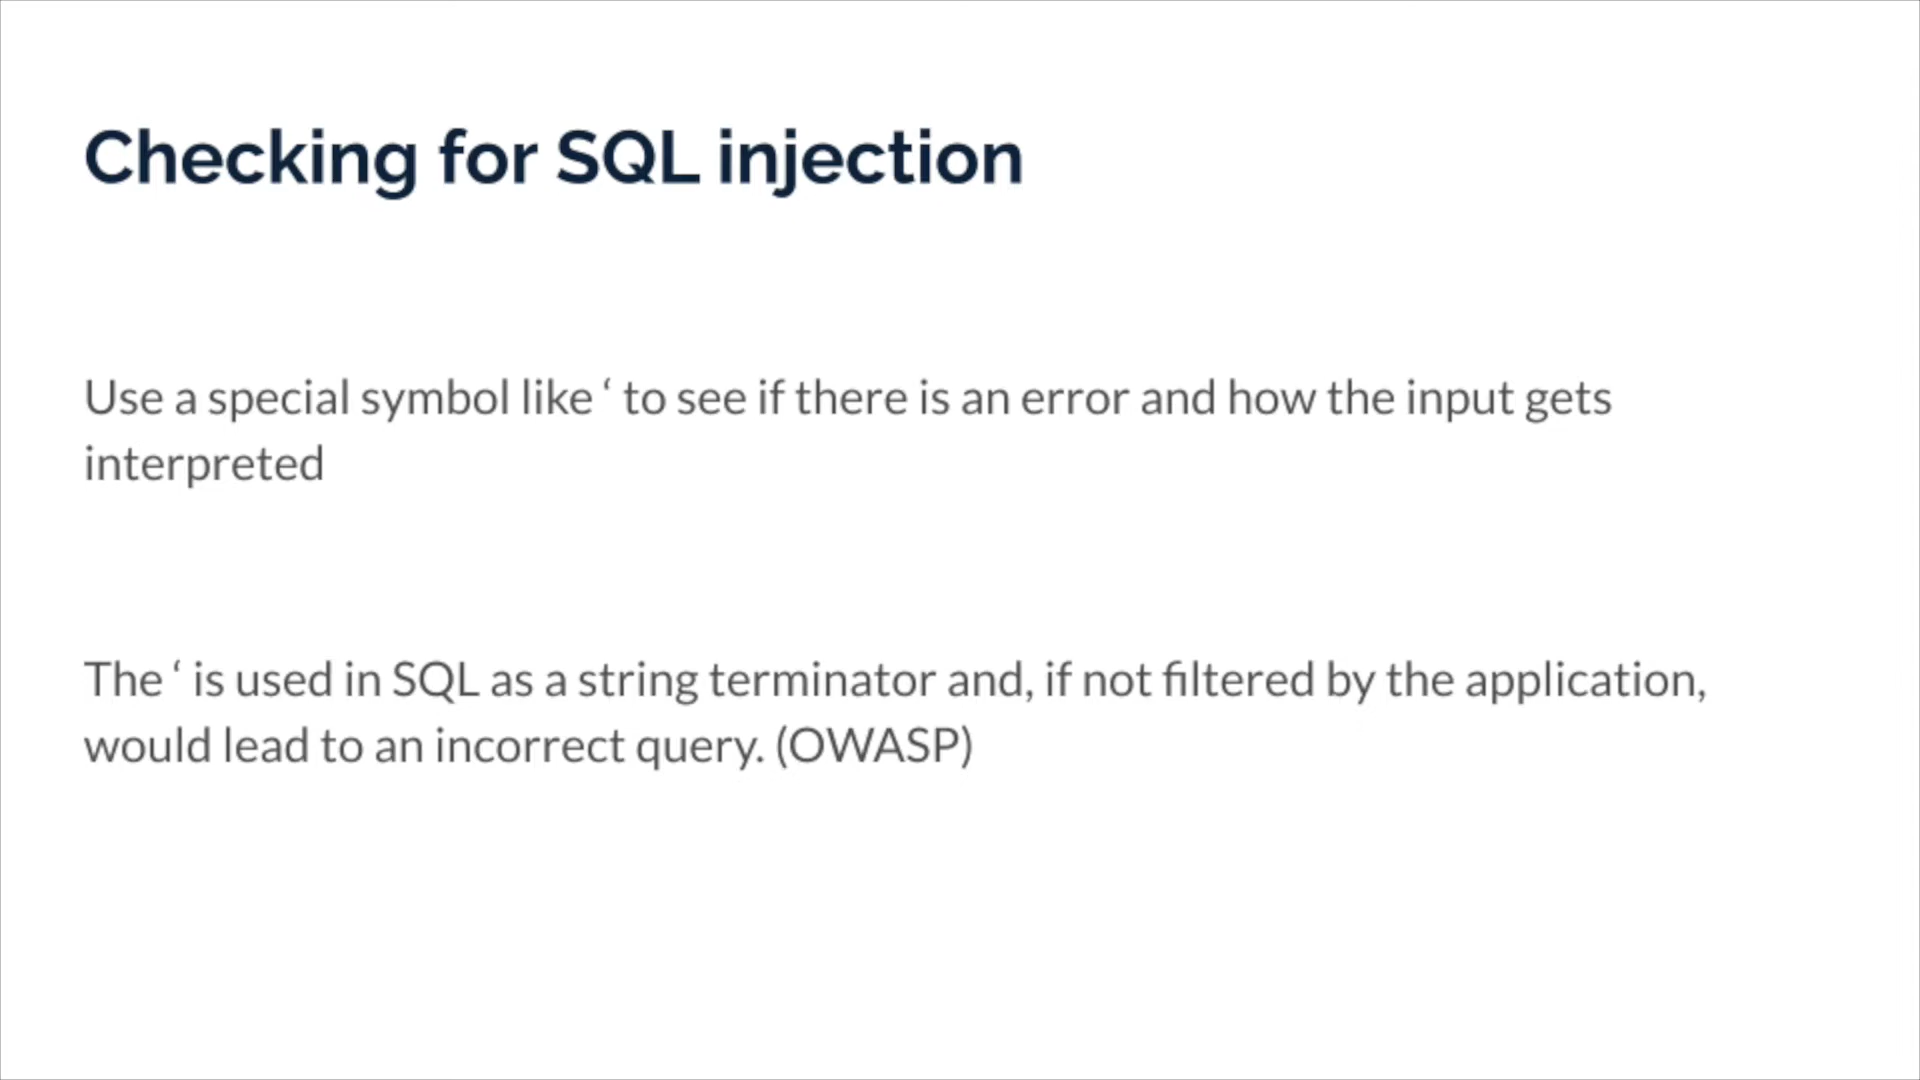 Checking for SQL injection
Use a special symbol like ‘ to see if there is an error and how the input gets
interpreted
The ‘ is used in SQL as a string terminator and, if not filtered by the application,
would lead to an incorrect query. (OWASP)